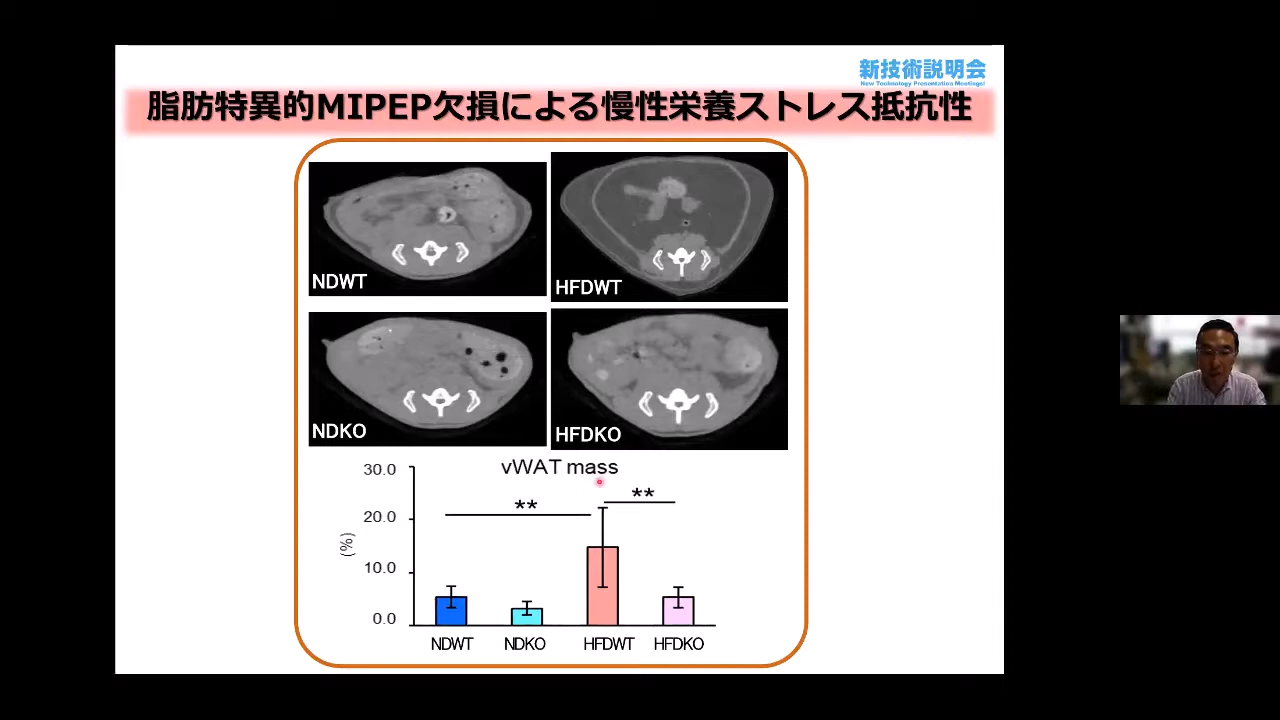 新技術説明会
New Technology Presentation Meetings!
脂肪特異的MIPEP欠損による慢性栄養ストレス抵抗性
NDWT
HFDWT
NDKO
HFDKO
vWAT mass
30.0
20.0
10.0
0.0
(%)
**
**
NDWT
NDKO
HFDWT
HFDKO